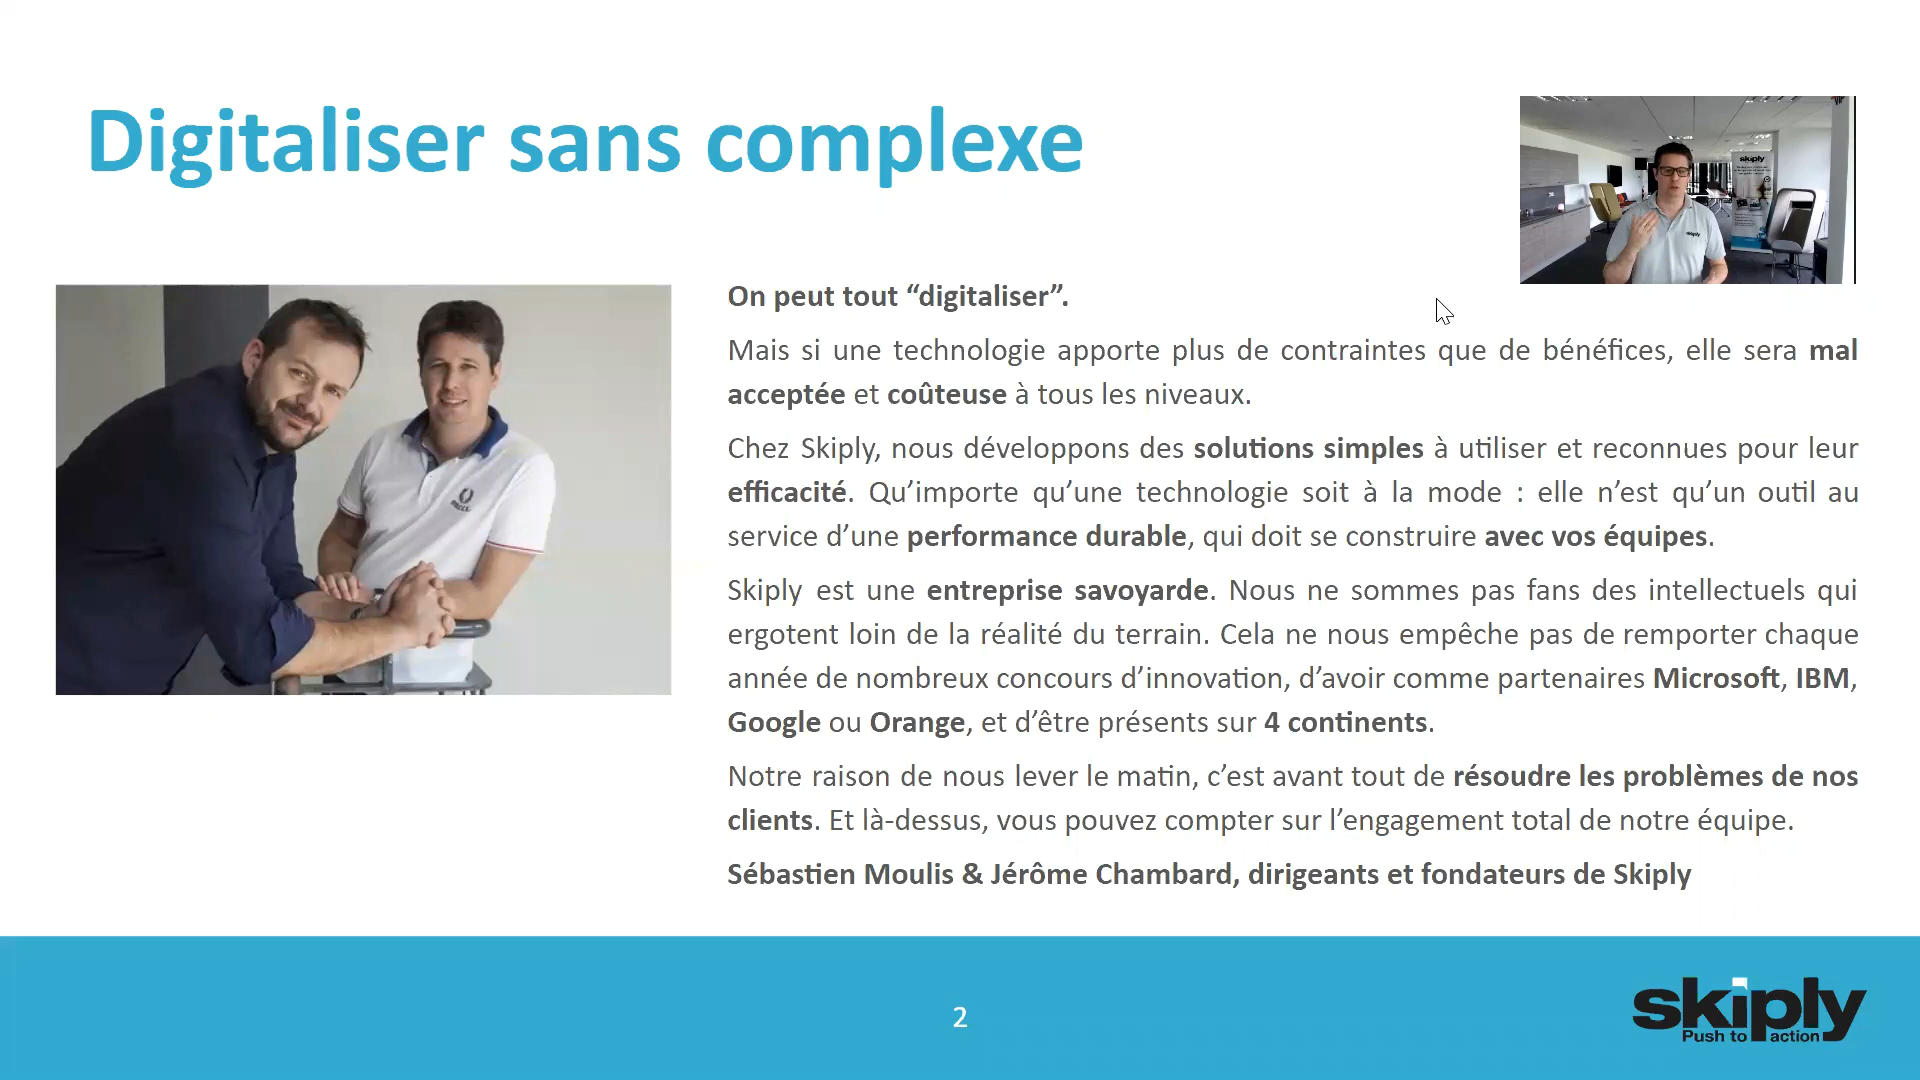 Digitaliser sans complexe
skiply
skiply
On peut tout “digitaliser”.
Mais si une technologie apporte plus de contraintes que de bénéfices, elle sera mal
acceptée et coûteuse à tous les niveaux.
Chez Skiply, nous développons des solutions simples à utiliser et reconnues pour leur
efficacité. Qu’importe qu’une technologie soit à la mode : elle n’est qu’un outil au
service d’une performance durable, qui doit se construire avec vos équipes.
Skiply est une entreprise savoyarde. Nous ne sommes pas fans des intellectuels qui
ergotent loin de la réalité du terrain. Cela ne nous empêche pas de remporter chaque
année de nombreux concours d’innovation, d’avoir comme partenaires Microsoft, IBM,
Google ou Orange, et d’être présents sur 4 continents.
Notre raison de nous lever le matin, c’est avant tout de résoudre les problèmes de nos
clients. Et là-dessus, vous pouvez compter sur l’engagement total de notre équipe.
Sébastien Moulis & Jérôme Chambard, dirigeants et fondateurs de Skiply
2
skiply
Push to action